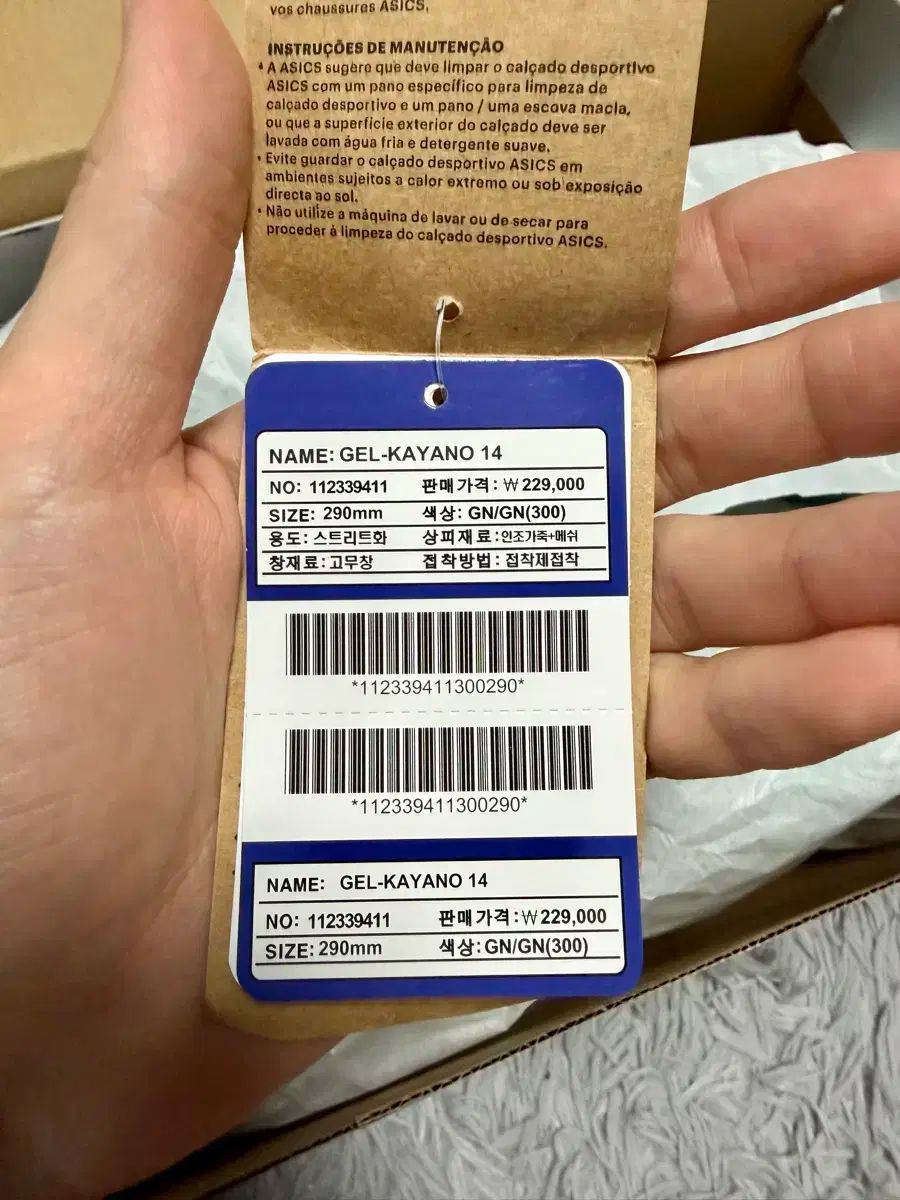 vos chaussures ASICS.
INSTRUÇÕES DE MANUTENÇÃO
• A ASICS sugere que deve limpar o calçado desportivo
ASICS com um pano específico para limpeza de
calçado desportivo e um pano / uma escova macia,
ou que a superfície exterior do calçado deve ser
lavada com água fria e detergente suave.
• Evite guardar o calçado desportivo ASICS em
ambientes sujeitos a calor extremo ou sob exposição
directa ao sol.
• Não utilize a máquina de lavar ou de secar para
proceder à limpeza do calçado desportivo ASICS.
NAME: GEL-KAYANO 14
NO: 112339411 판매가격: ₩ 229,000
SIZE: 290mm 색상: GN/GN(300)
용도: 스트리트화 상피재료: 인조가죽+메쉬
창재료: 고무창 접착방법: 접착제접착
*112339411300290*
*112339411300290*
NAME: GEL-KAYANO 14
NO: 112339411 판매가격: ₩ 229,000
SIZE: 290mm 색상: GN/GN(300)